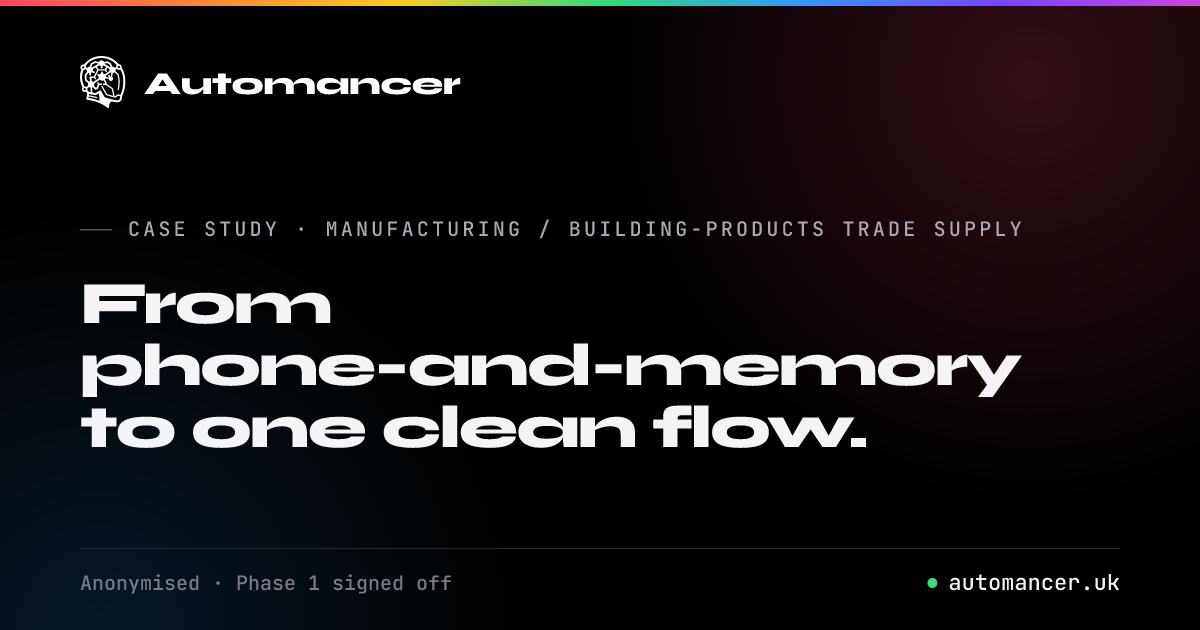 Automancer
CASE STUDY · MANUFACTURING / BUILDING-PRODUCTS TRADE SUPPLY
From
phone-and-memory
to one clean flow.
Anonymised · Phase 1 signed off
automancer.uk